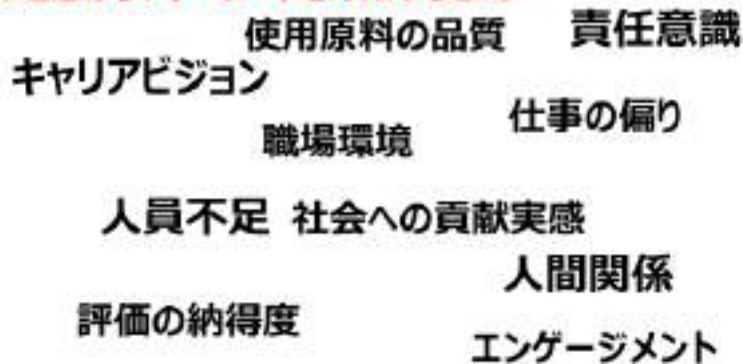 使用原料の品質
責任意識
キャリアビジョン
仕事の偏り
職場環境
人員不足
社会への貢献実感
人間関係
評価の納得度
エンゲージメント